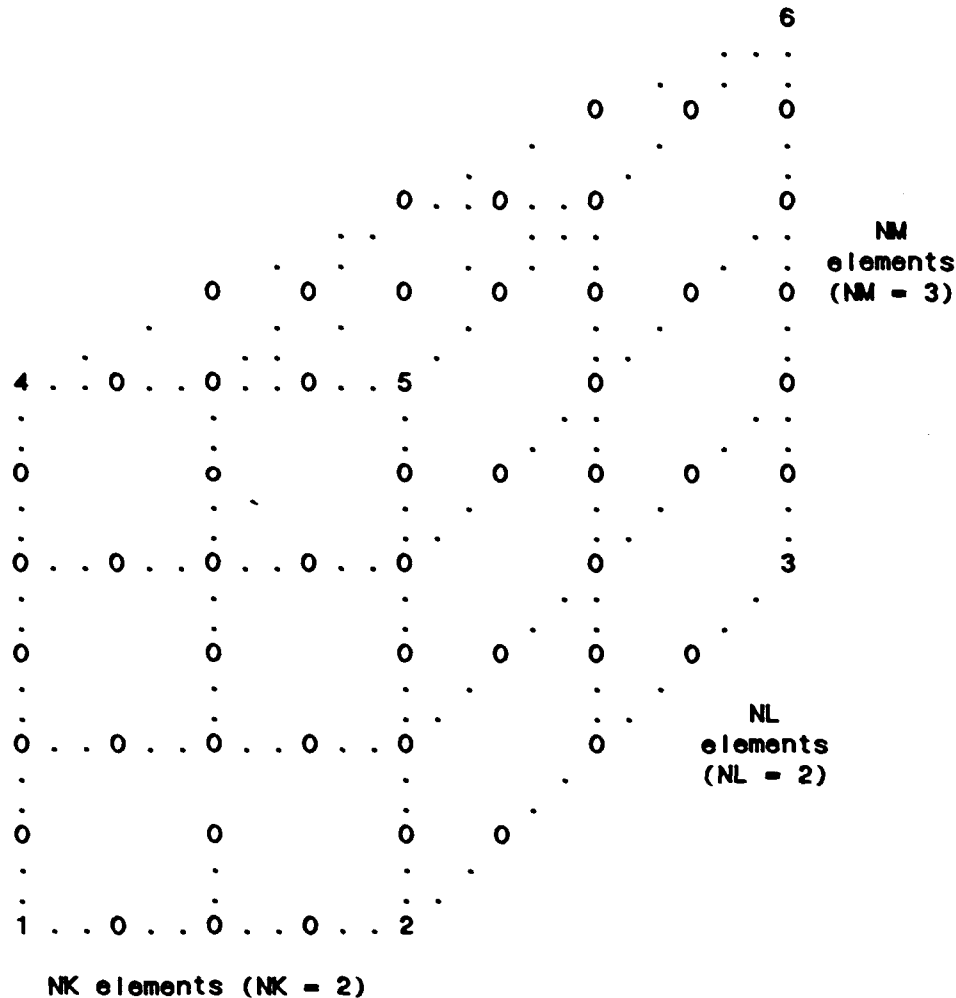 6
O O O
O . . O . . O O
NM
elements
(NM = 3)
O O O O O O O
4 . . O . . O . . O . . 5 O O
O o O O O O O
O . . O . . O . . O . . O O 3
O O O O O O
NL
elements
(NL = 2)
O . . O . . O . . O . . O O
O O O O
1 . . O . . O . . O . . 2
NK elements (NK = 2)